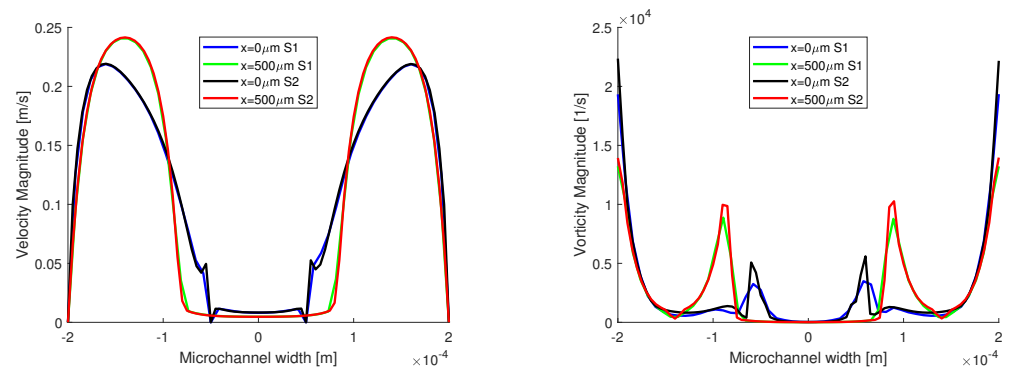 0.25
0.2
0.15
0.1
0.05
0
-2
-1
0
1
2
Velocity Magnitude [m/s]
Microchannel width [m]
×10⁻⁴
x=0μm S1
x=500μm S1
x=0μm S2
x=500μm S2
×10⁴
2.5
2
1.5
1
0.5
0
-2
-1
0
1
2
Vorticity Magnitude [1/s]
Microchannel width [m]
×10⁻⁴
x=0μm S1
x=500μm S1
x=0μm S2
x=500μm S2